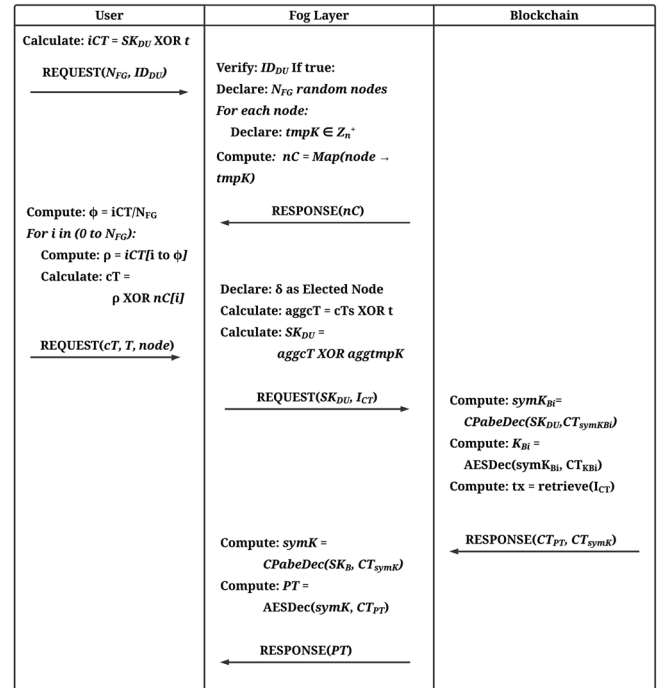 User
Fog Layer
Blockchain
Calculate: iCT = SK_DU XOR t
REQUEST(N_FG, ID_DU)
Verify: ID_DU If true:
Declare: N_FG random nodes
For each node:
Declare: tmpK ∈ Z_n⁺
Compute: nC = Map(node →
tmpK)
RESPONSE(nC)
Compute: ϕ = iCT/N_FG
For i in (0 to N_FG):
Compute: ρ = iCT[i to ϕ]
Calculate: cT =
ρ XOR nC[i]
REQUEST(cT, T, node)
Declare: δ as Elected Node
Calculate: aggcT = cTs XOR t
Calculate: SK_DU =
aggcT XOR aggtmpK
REQUEST(SK_DU, I_CT)
Compute: symK_Bi=
CPabeDec(SK_DU,CT_symKBi)
Compute: K_Bi =
AESDec(symK_Bi, CT_KBi)
Compute: tx = retrieve(I_CT)
RESPONSE(CT_PT, CT_symK)
Compute: symK =
CPabeDec(SK_B, CT_symK)
Compute: PT =
AESDec(symK, CT_PT)
RESPONSE(PT)